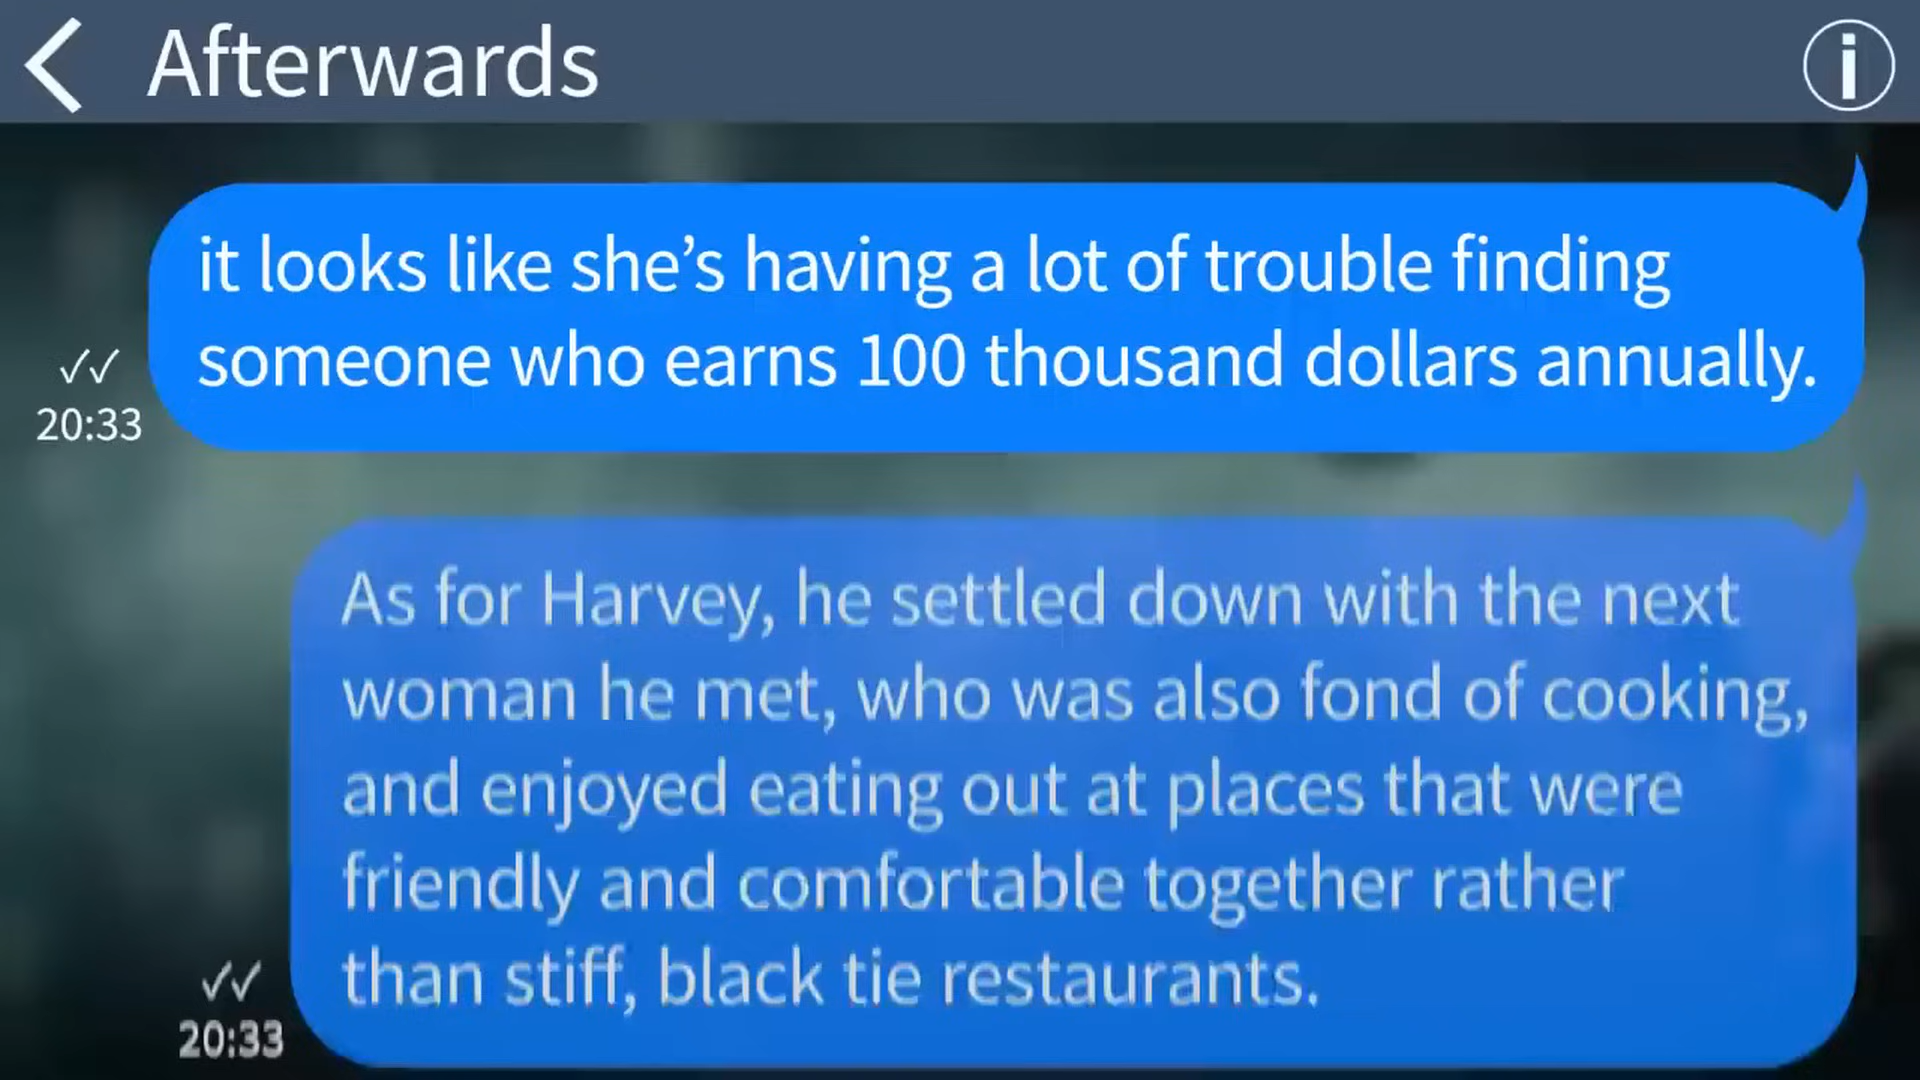 Afterwards
it looks like she’s having a lot of trouble finding
someone who earns 100 thousand dollars annually.
✓✓
20:33
As for Harvey, he settled down with the next
woman he met, who was also fond of cooking,
and enjoyed eating out at places that were
friendly and comfortable together rather
than stiff, black tie restaurants.
✓✓
20:33